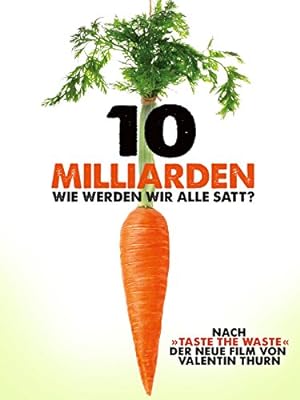 10
MILLIARDEN
WIE WERDEN WIR ALLE SATT?
NACH
»TASTE THE WASTE«
DER NEUE FILM VON
VALENTIN THURN